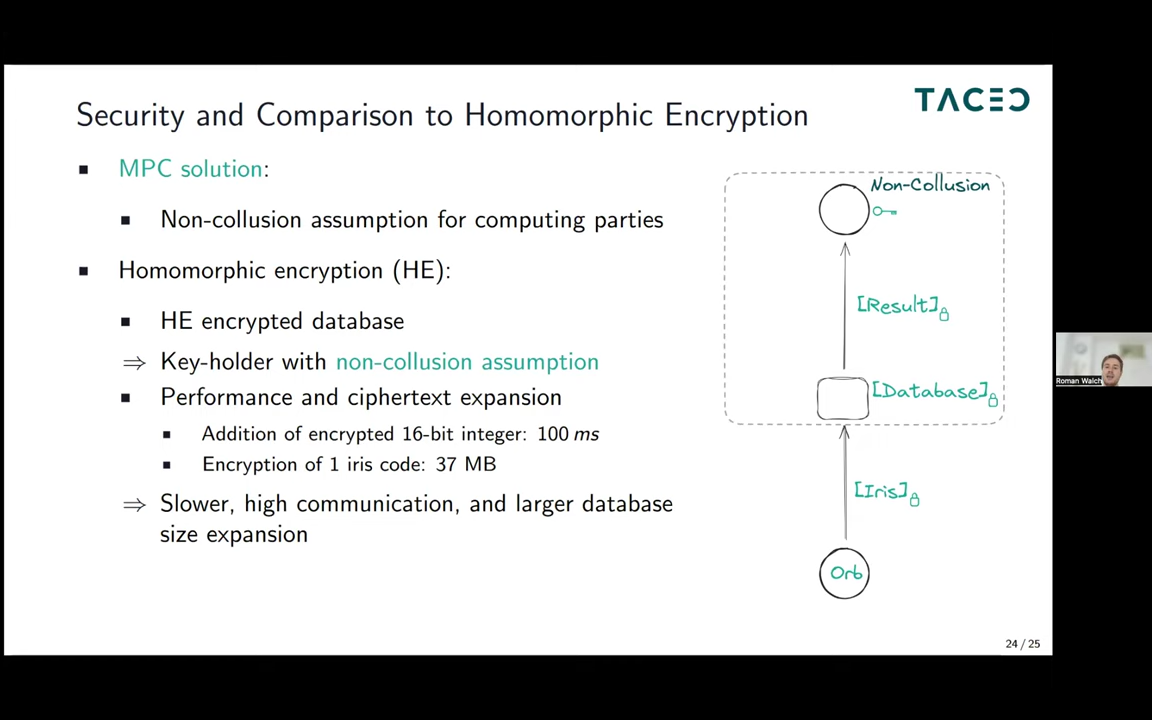 Security and Comparison to Homomorphic Encryption
TACEO
MPC solution:
Non-collusion assumption for computing parties
Homomorphic encryption (HE):
HE encrypted database
⇒ Key-holder with non-collusion assumption
Performance and ciphertext expansion
Addition of encrypted 16-bit integer: 100 ms
Encryption of 1 iris code: 37 MB
⇒ Slower, high communication, and larger database
size expansion
Non-Collusion
[Result]
[Database]
[Iris]
Orb
24 / 25
Roman Walch